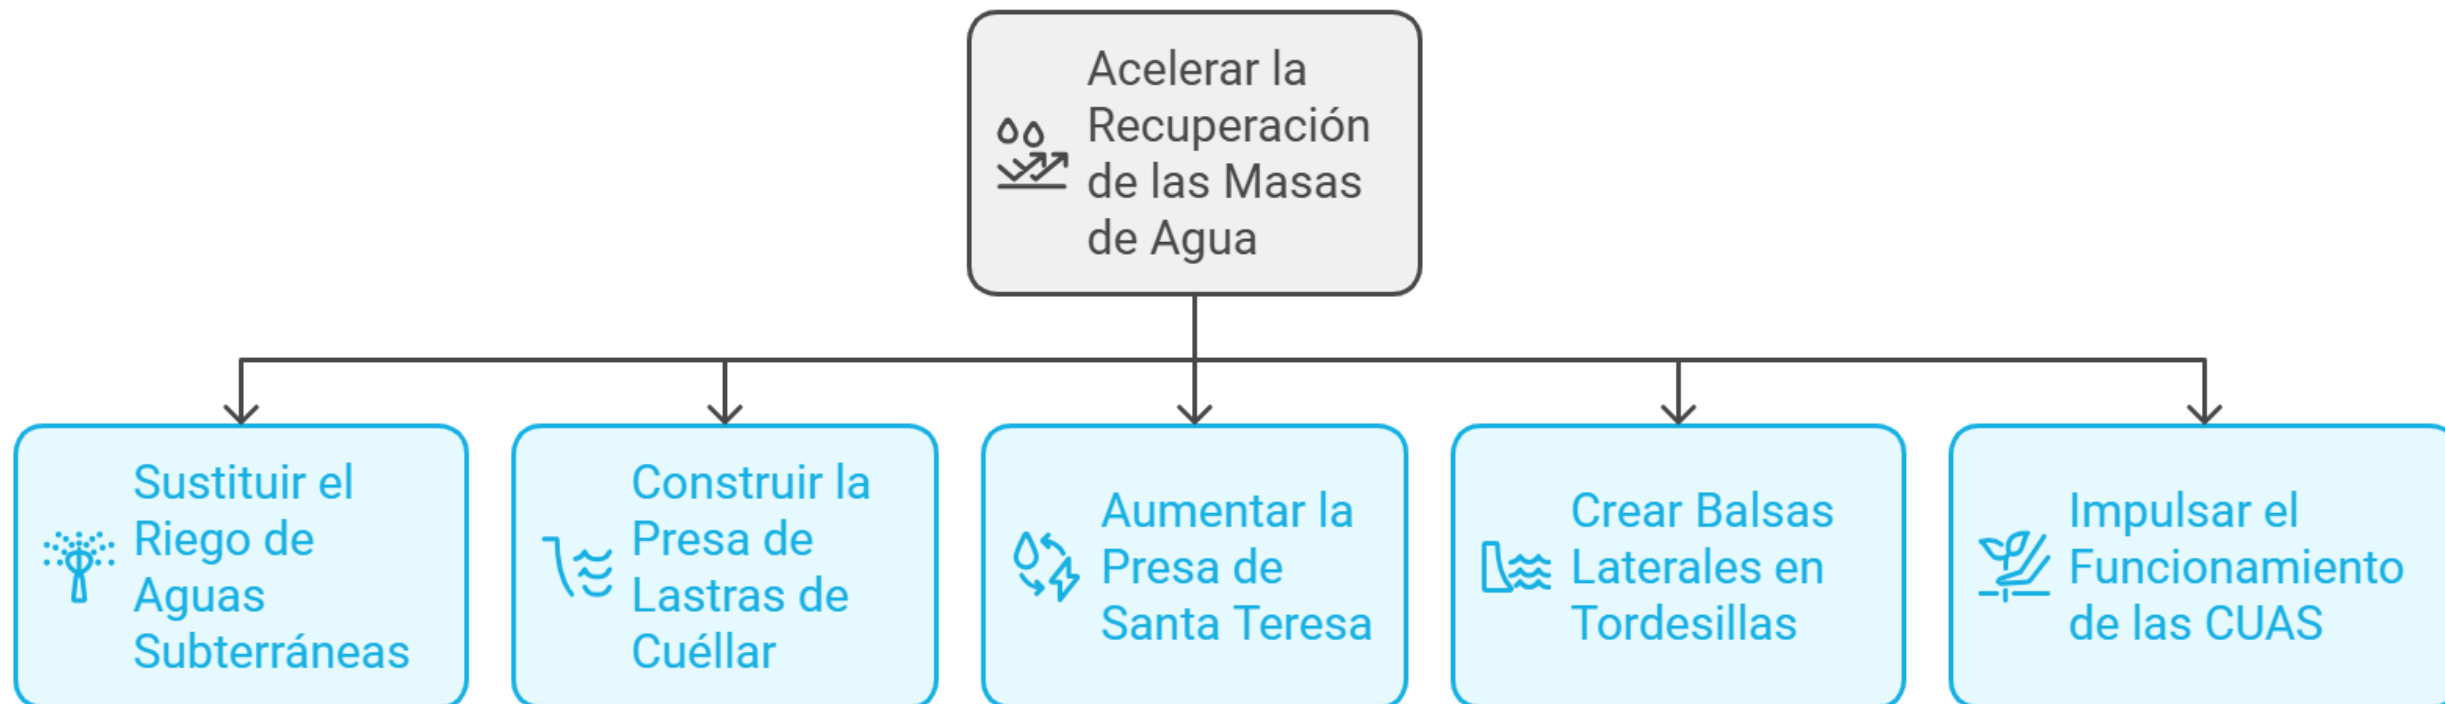 Acelerar la
Recuperación
de las Masas
de Agua
Sustituir el
Riego de
Aguas
Subterráneas
Construir la
Presa de
Lastras de
Cuéllar
Aumentar la
Presa de
Santa Teresa
Crear Balsas
Laterales en
Tordesillas
Impulsar el
Funcionamiento
de las CUAS